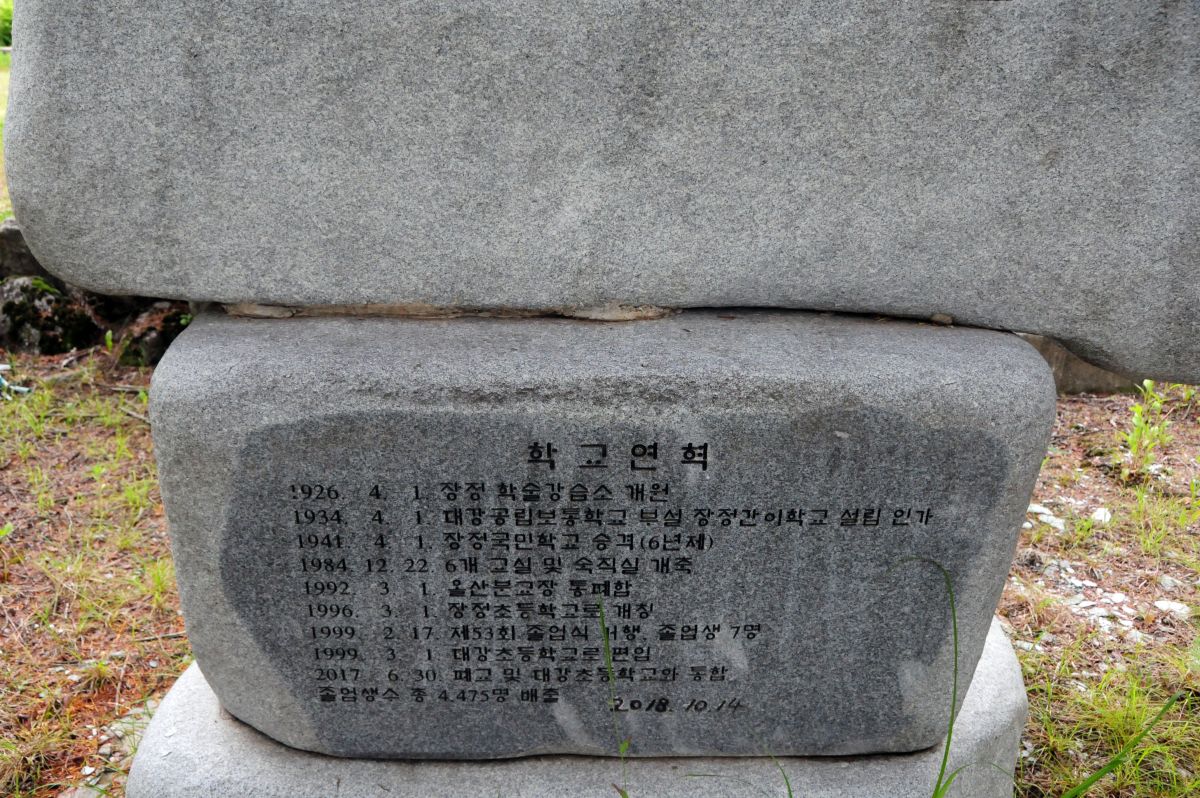 학교연혁
1926. 4. 1. 장정 학술강습소 개원
1934. 4. 1. 대강공립보통학교 부설 장정간이학교 설립 인가
1941. 4. 1. 장정국민학교 승격(6년제)
1984. 12. 22. 6개 교실 및 숙직실 개축
1992. 3. 1. 올산분교장 통폐합
1996. 3. 1. 장정초등학교로 개칭
1999. 2. 17. 제53회 졸업식 거행, 졸업생 7명
1999. 3. 1. 대강초등학교로 편입
2017. 6. 30. 폐교 및 대강초등학교와 통합
졸업생수 총 4,475명 배출 2018. 10. 14